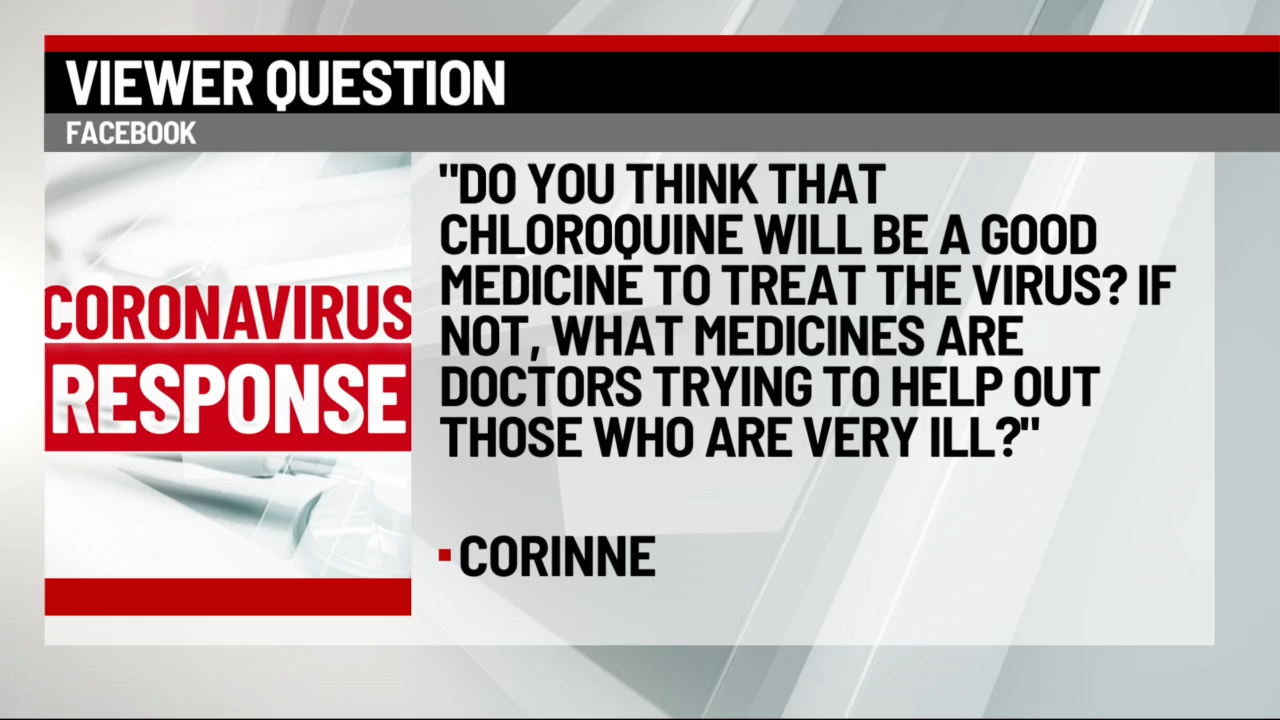 VIEWER QUESTION
FACEBOOK
CORONAVIRUS
RESPONSE
"DO YOU THINK THAT
CHLOROQUINE WILL BE A GOOD
MEDICINE TO TREAT THE VIRUS? IF
NOT, WHAT MEDICINES ARE
DOCTORS TRYING TO HELP OUT
THOSE WHO ARE VERY ILL?"
CORINNE